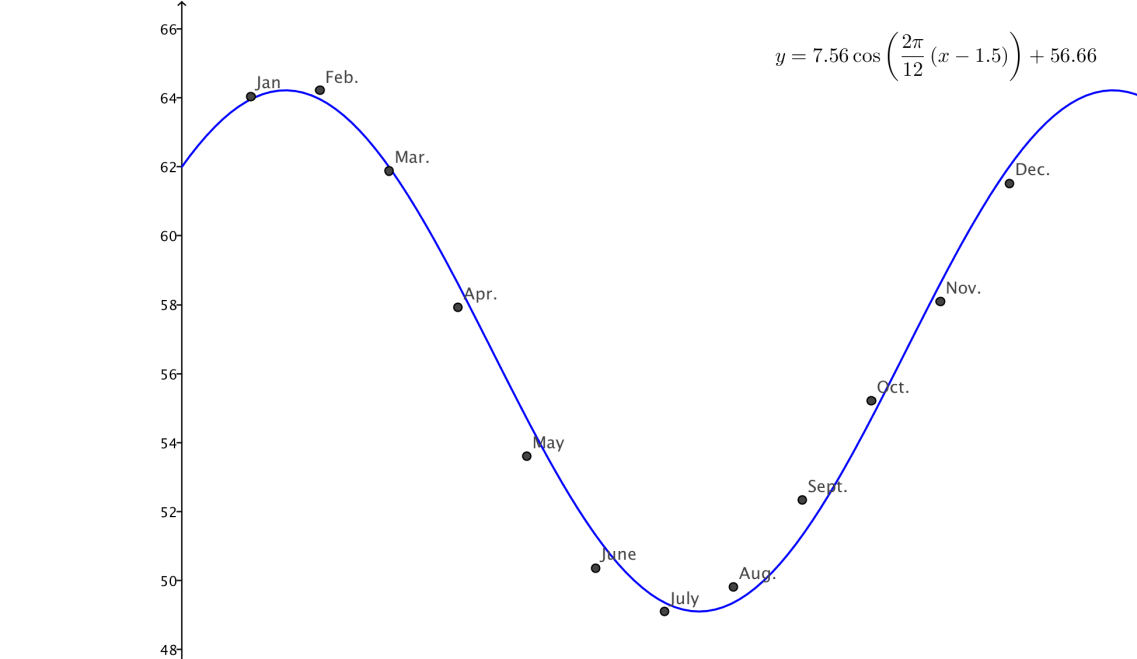 66
y = 7.56 cos ( 2π/12 (x − 1.5) ) + 56.66
Jan
Feb.
64
Mar.
62
Dec.
60
Apr.
Nov.
58
56
Oct.
54
May
Sept.
52
June
Aug.
50
July
48